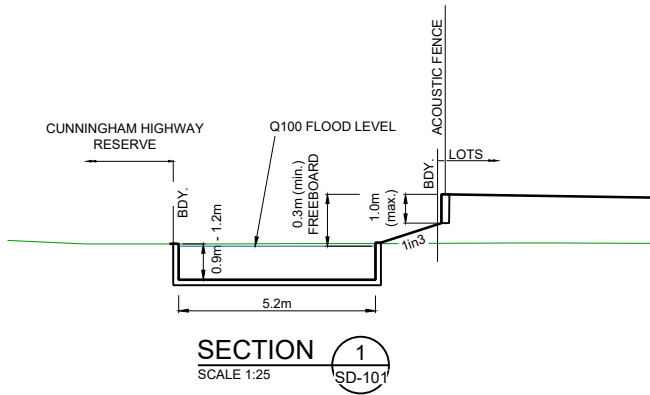 CUNNINGHAM HIGHWAY
RESERVE
Q100 FLOOD LEVEL
ACOUSTIC FENCE
BDY.
LOTS
BDY.
0.3m (min.)
FREEBOARD
1.0m
(max.)
0.9m - 1.2m
1in3
5.2m
SECTION
SCALE 1:25
1
SD-101